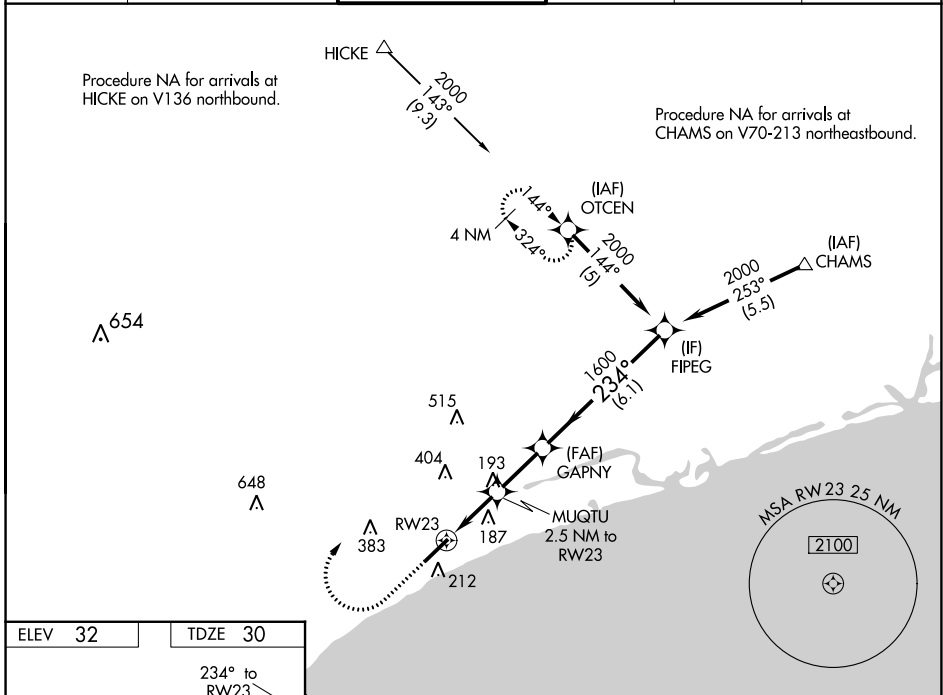 HICKE
2000
143°
(9.3)
Procedure NA for arrivals at
HICKE on V136 northbound.
Procedure NA for arrivals at
CHAMS on V70-213 northeastbound.
(IAF)
OTCEN
144°
324°
4 NM
2000
144°
(5)
(IAF)
CHAMS
2000
253°
(5.5)
(IF)
FIPEG
654
1600
234°
(6.1)
515
(FAF)
GAPNY
404
193
648
MUQTU
2.5 NM to
RW23
RW23
187
383
212
MSA RW23 25 NM
2100
ELEV 32
TDZE 30
234° to
RW23